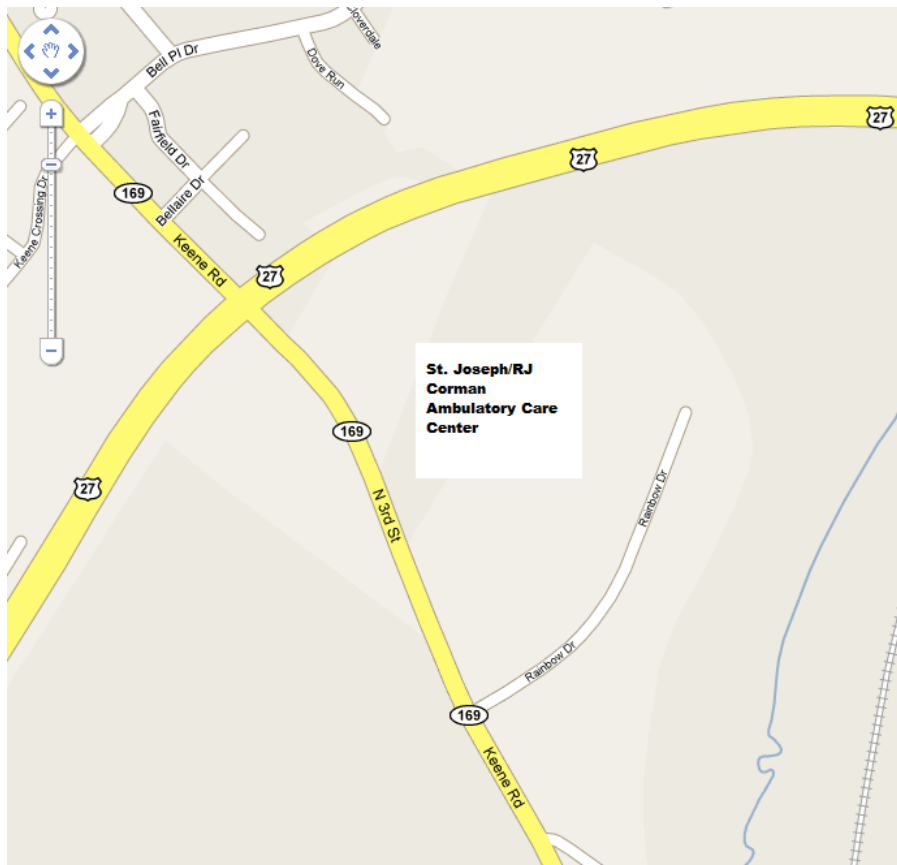 Cloverdale
Bell Pl Dr
Dove Run
27
Fairfield Dr
27
169
Bellaire Dr
Keene Crossing Dr
Keene Rd
27
St. Joseph/RJ
Corman
Ambulatory Care
Center
169
27
N 3rd St
Rainbow Dr
Rainbow Dr
169
Keene Rd